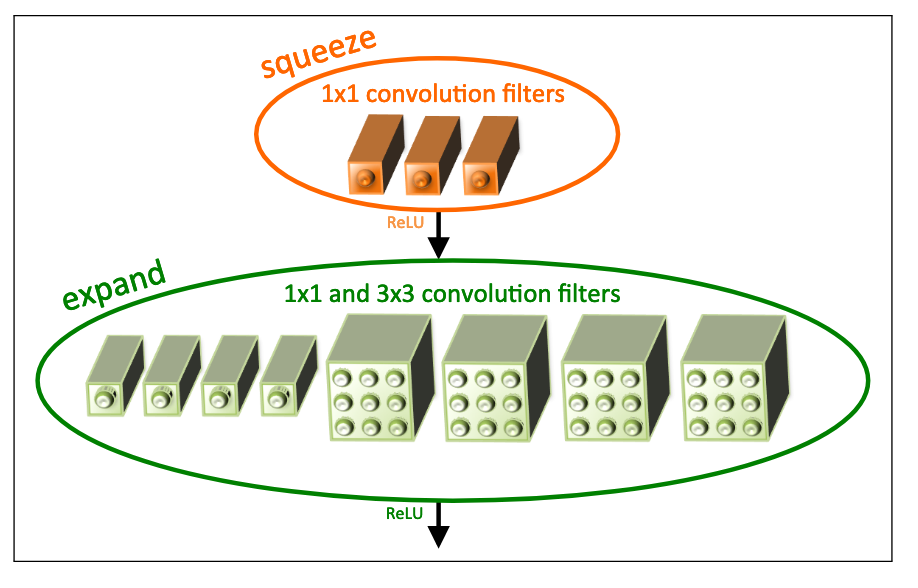 squeeze
1x1 convolution filters
ReLU
expand
1x1 and 3x3 convolution filters
ReLU